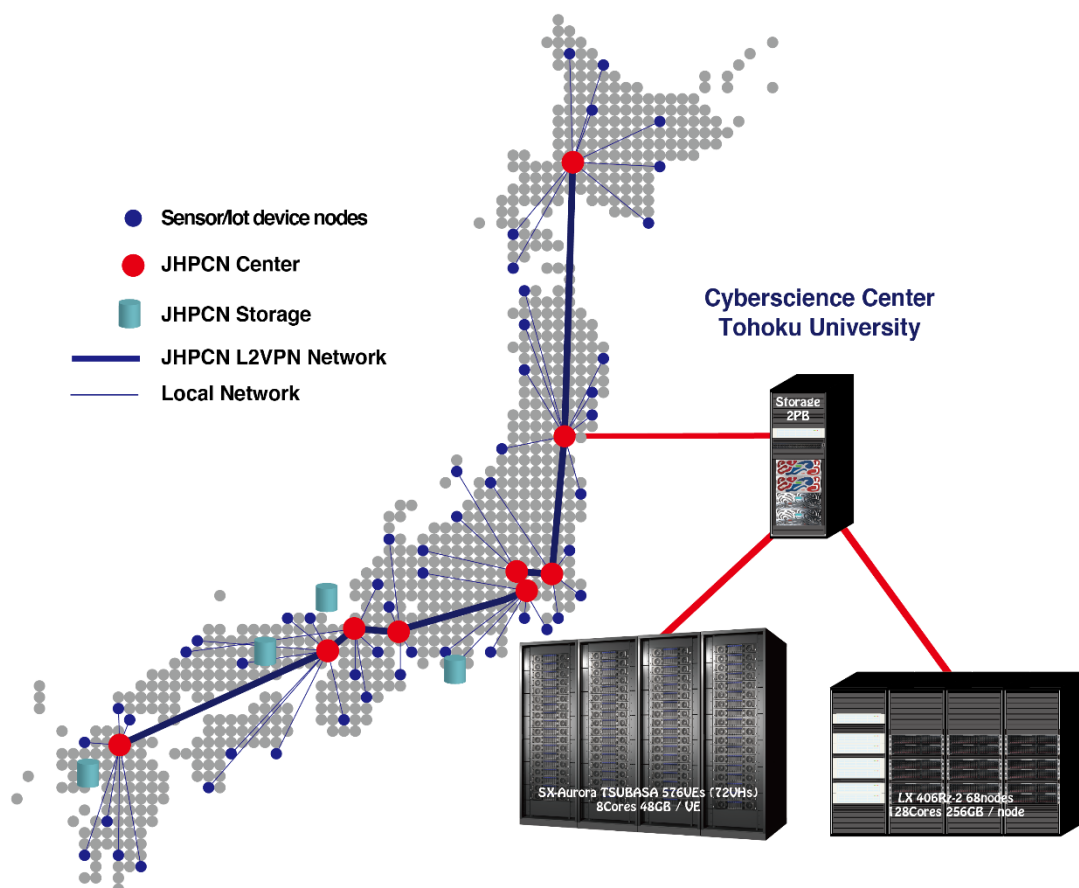 Sensor/Iot device nodes
JHPCN Center
JHPCN Storage
JHPCN L2VPN Network
Local Network
Cyberscience Center
Tohoku University
Storage
2PB
SX-Aurora TSUBASA 576VEs (72VHs)
8Cores 48GB / VE
LX 406Rz-2 68nodes
128Cores 256GB / node